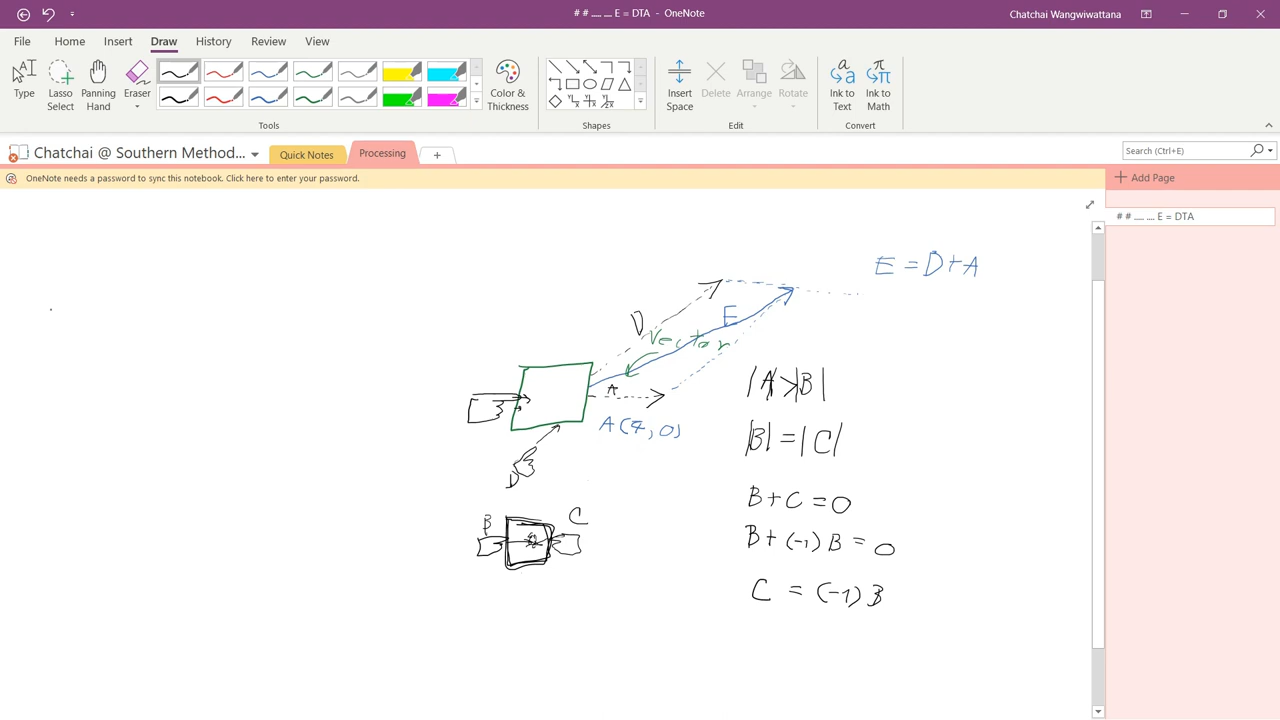 # # ..... .... E = DTA - OneNote
Chatchai Wangwiwattana
File Home Insert Draw History Review View
Type
Lasso Select
Panning Hand
Eraser
Color & Thickness
Insert Space
Delete
Arrange
Rotate
Ink to Text
Ink to Math
Tools
Shapes
Edit
Convert
Chatchai @ Southern Method...
Quick Notes
Processing
Search (Ctrl+E)
OneNote needs a password to sync this notebook. Click here to enter your password.
Add Page
# # ..... .... E = DTA
E = D+A
D
E
Vector
A
A(4,0)
|A|>|B|
D
|B| = |C|
B
C
B+C = 0
B+(-1)B = 0
C = (-1)B